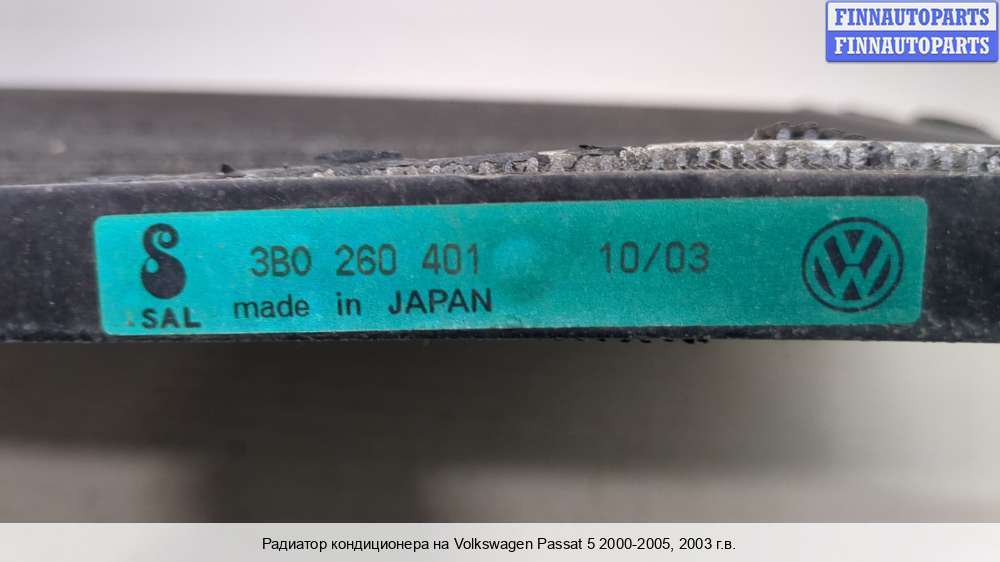 FINNAUTOPARTS
FINNAUTOPARTS
3B0 260 401 10/03
SAL made in JAPAN
Радиатор кондиционера на Volkswagen Passat 5 2000-2005, 2003 г.в.